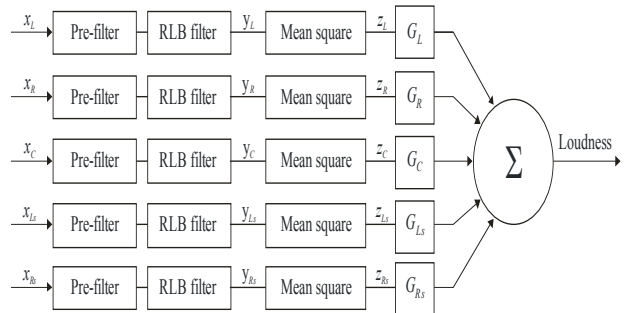 x_L Pre-filter RLB filter y_L Mean square z_L G_L
x_R Pre-filter RLB filter y_R Mean square z_R G_R
x_C Pre-filter RLB filter y_C Mean square z_C G_C
x_Ls Pre-filter RLB filter y_Ls Mean square z_Ls G_Ls
x_Rs Pre-filter RLB filter y_Rs Mean square z_Rs G_Rs
Σ
Loudness